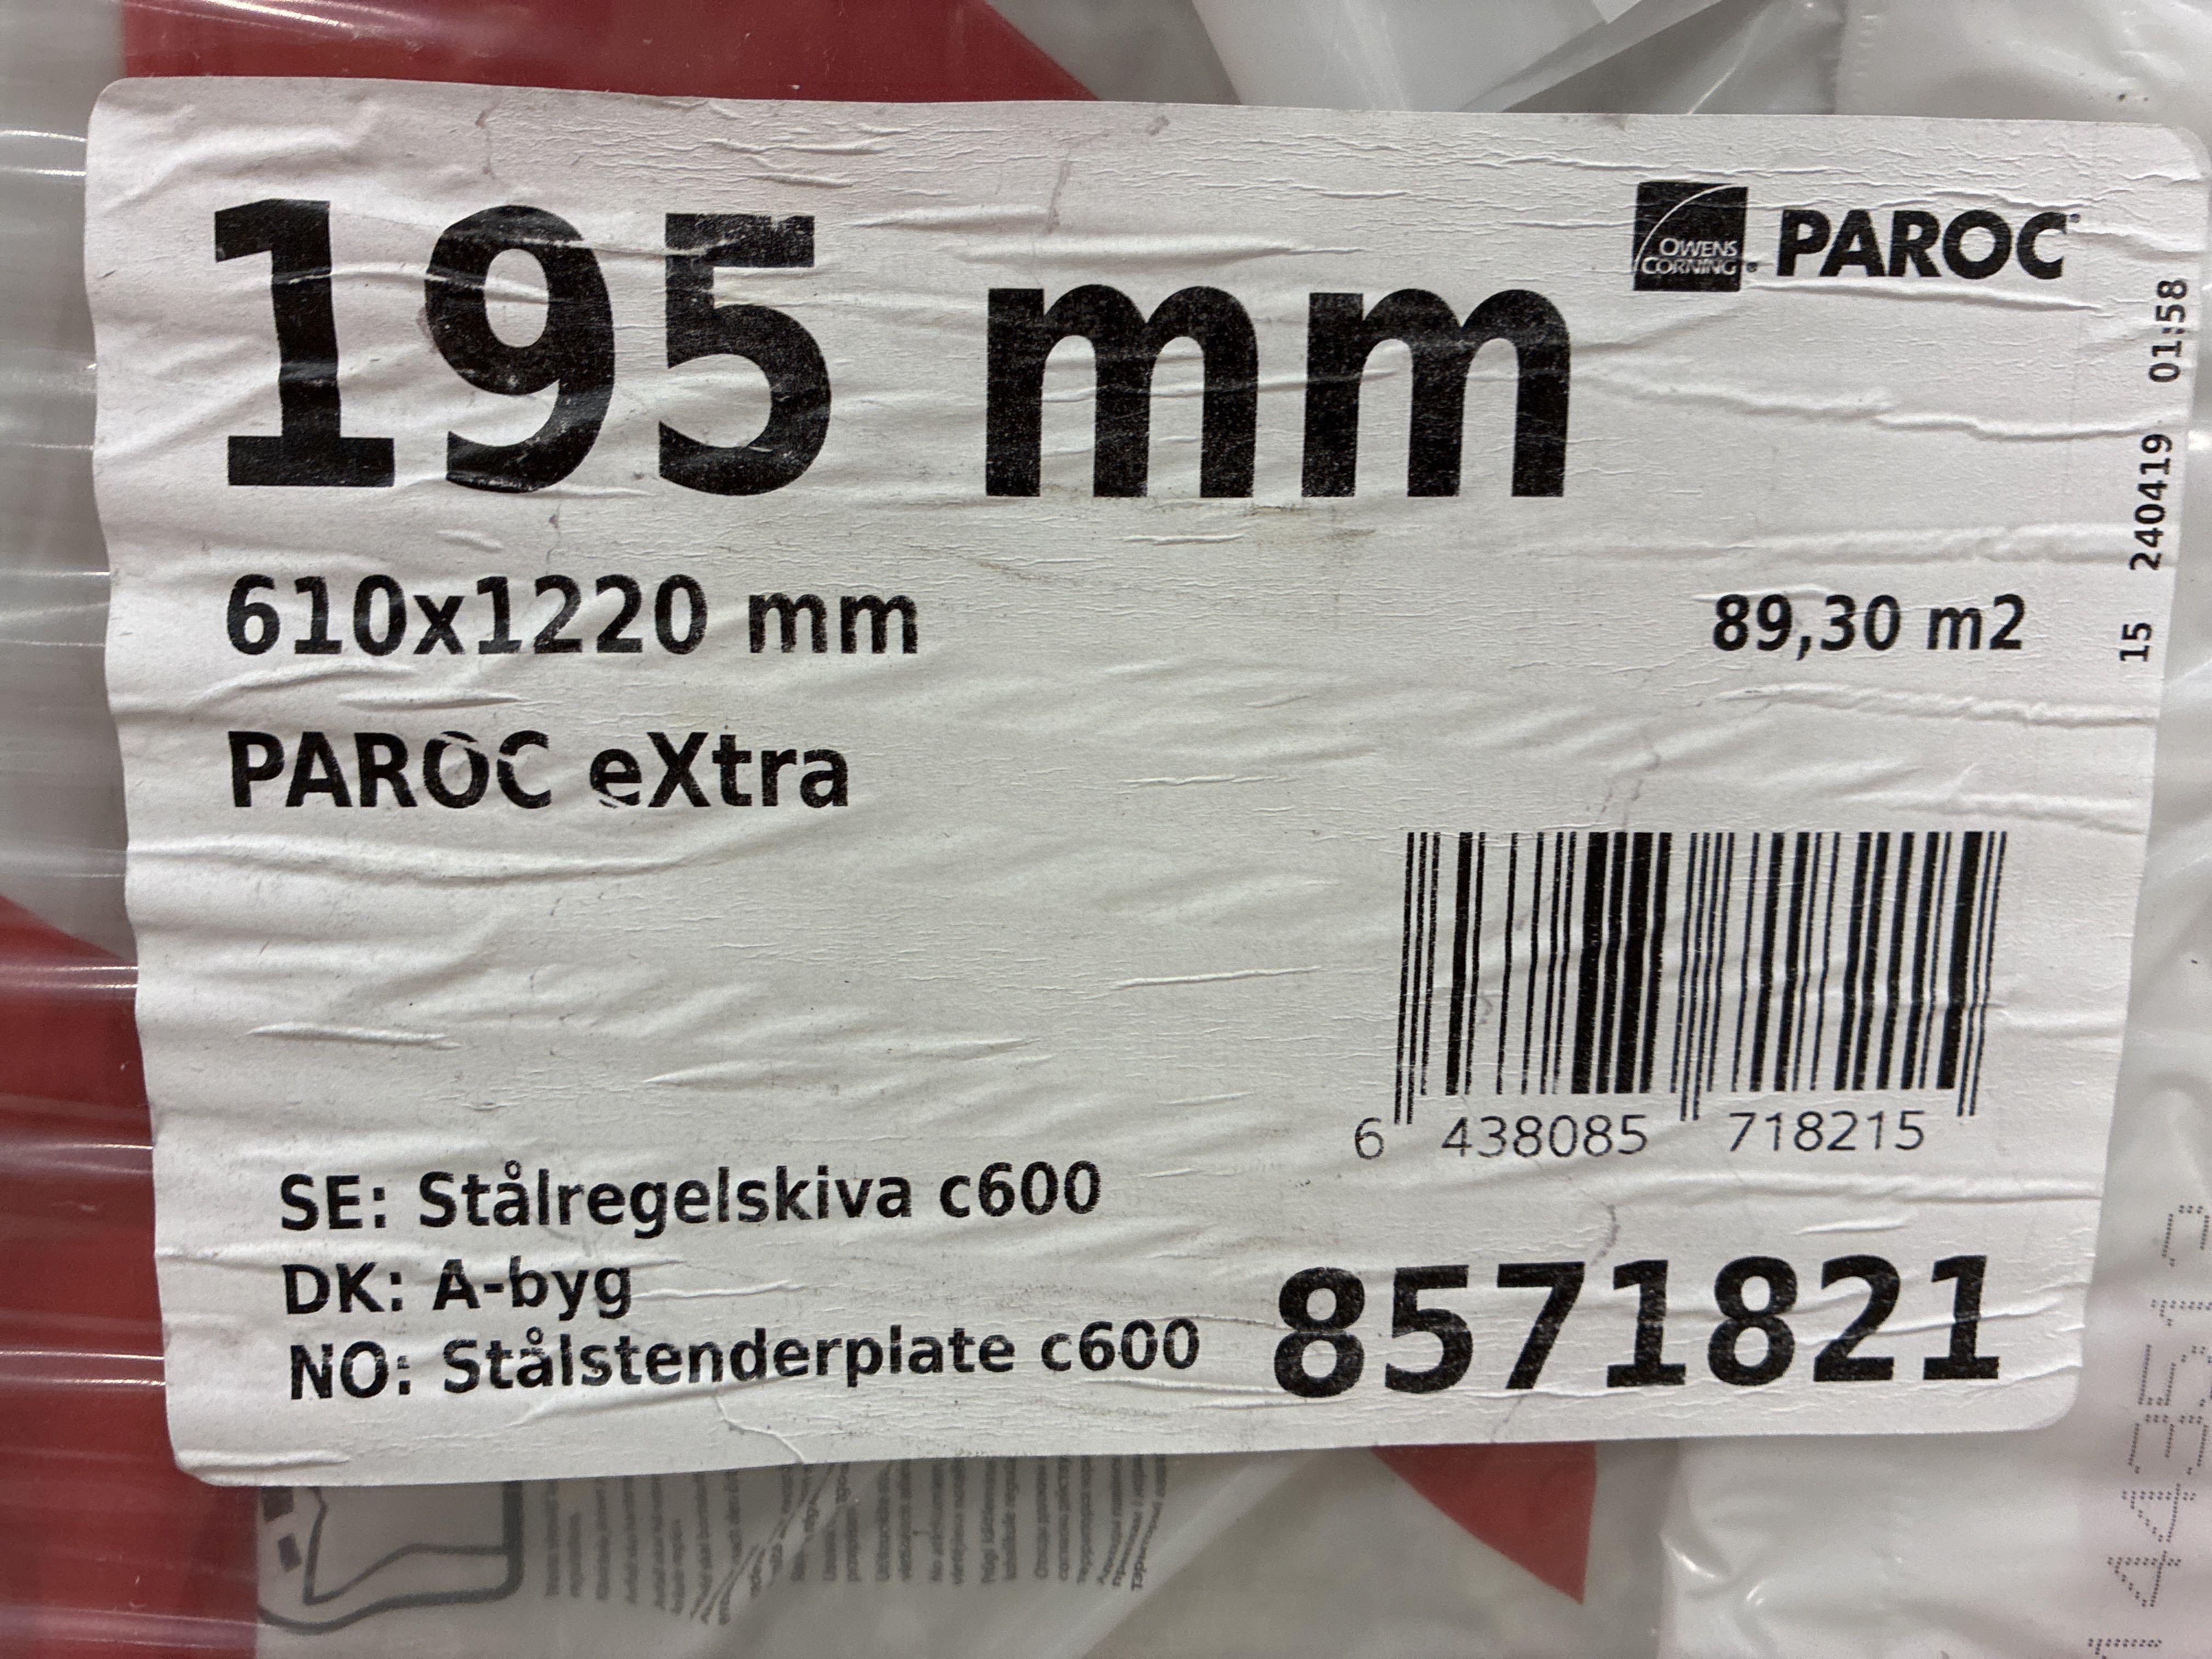 195 mm
OWENS
CORNING
PAROC
15 240419 01:58
610x1220 mm
89,30 m2
PAROC eXtra
6 438085 718215
SE: Stålregelskiva c600
DK: A-byg
NO: Stålstenderplate c600
8571821